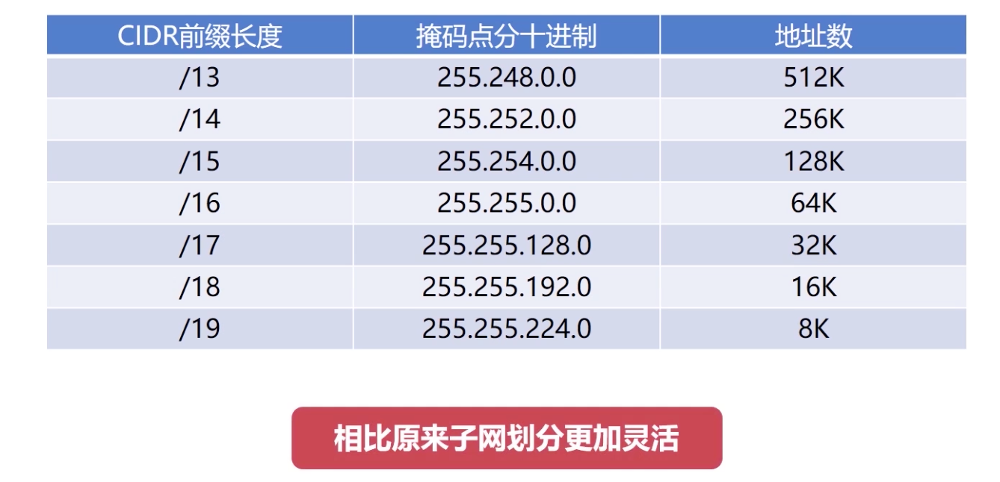 CIDR前缀长度 掩码点分十进制 地址数
/13 255.248.0.0 512K
/14 255.252.0.0 256K
/15 255.254.0.0 128K
/16 255.255.0.0 64K
/17 255.255.128.0 32K
/18 255.255.192.0 16K
/19 255.255.224.0 8K
相比原来子网划分更加灵活